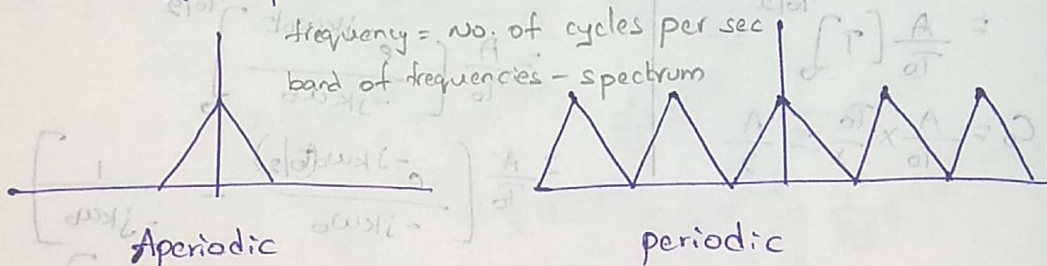 frequency = No. of cycles per sec
band of frequencies - spectrum
Aperiodic
periodic